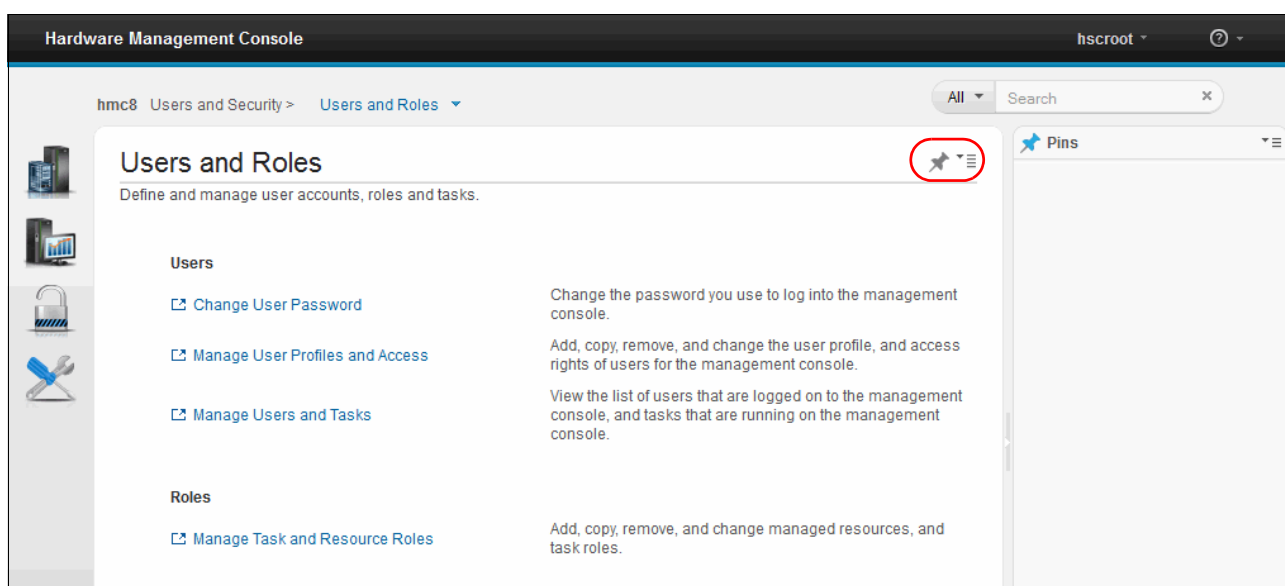 Hardware Management Console
hscroot
hmc8 Users and Security > Users and Roles
All Search
Users and Roles
Pins
Define and manage user accounts, roles and tasks.
Users
Change User Password
Change the password you use to log into the management
console.
Manage User Profiles and Access
Add, copy, remove, and change the user profile, and access
rights of users for the management console.
Manage Users and Tasks
View the list of users that are logged on to the management
console, and tasks that are running on the management
console.
Roles
Manage Task and Resource Roles
Add, copy, remove, and change managed resources, and
task roles.